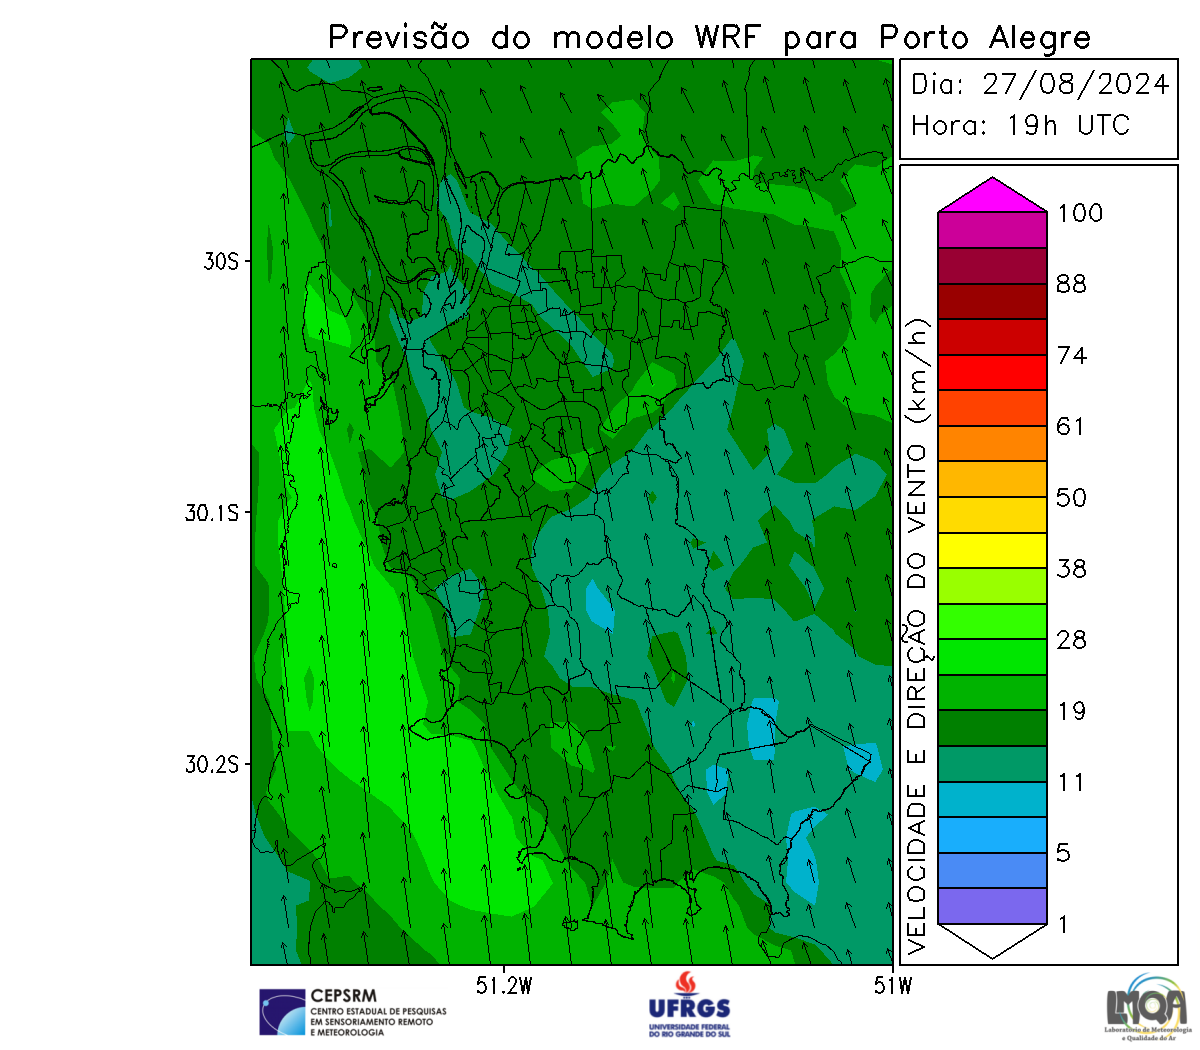 Previsão do modelo WRF para Porto Alegre
Dia: 27/08/2024
Hora: 19h UTC
100
88
74
61
50
38
28
19
11
5
1
VELOCIDADE E DIREÇÃO DO VENTO (km/h)
30S
30.1S
30.2S
51.2W
51W
CEPSRM
CENTRO ESTADUAL DE PESQUISAS
EM SENSORIAMENTO REMOTO
E METEOROLOGIA
UFRGS
UNIVERSIDADE FEDERAL
DO RIO GRANDE DO SUL
LMQA
Laboratório de Meteorologia
e Qualidade do Ar